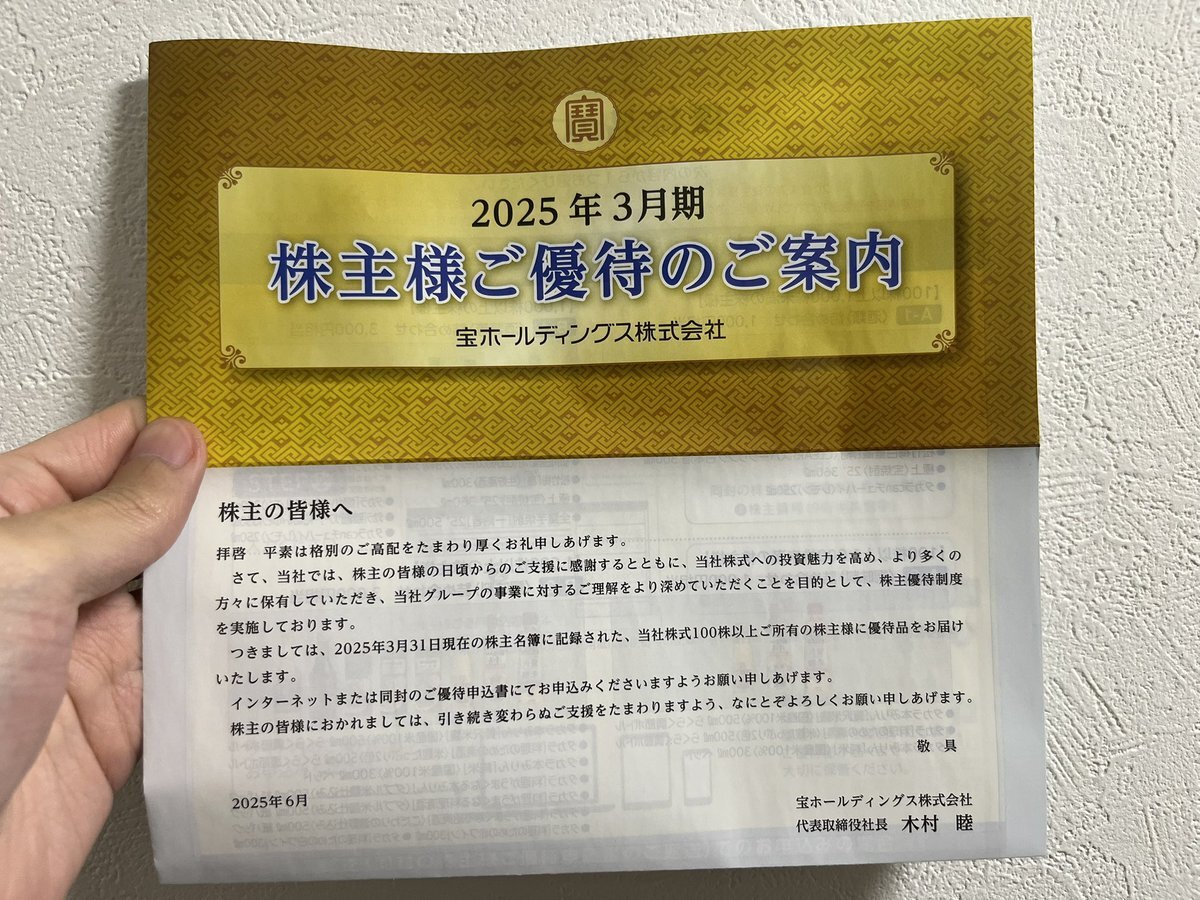 寶
2025年3月期
株主様ご優待のご案内
宝ホールディングス株式会社
株主の皆様へ
拝啓　平素は格別のご高配をたまわり厚くお礼申しあげます。
さて、当社では、株主の皆様の日頃からのご支援に感謝するとともに、当社株式への投資魅力を高め、より多くの
方々に保有していただき、当社グループの事業に対するご理解をより深めていただくことを目的として、株主優待制度
を実施しております。
つきましては、2025年3月31日現在の株主名簿に記録された、当社株式100株以上ご所有の株主様に優待品をお届け
いたします。
インターネットまたは同封のご優待申込書にてお申込みくださいますようお願い申しあげます。
株主の皆様におかれましては、引き続き変わらぬご支援をたまわりますよう、なにとぞよろしくお願い申しあげます。
敬　具
2025年6月
宝ホールディングス株式会社
代表取締役社長　木村　睦